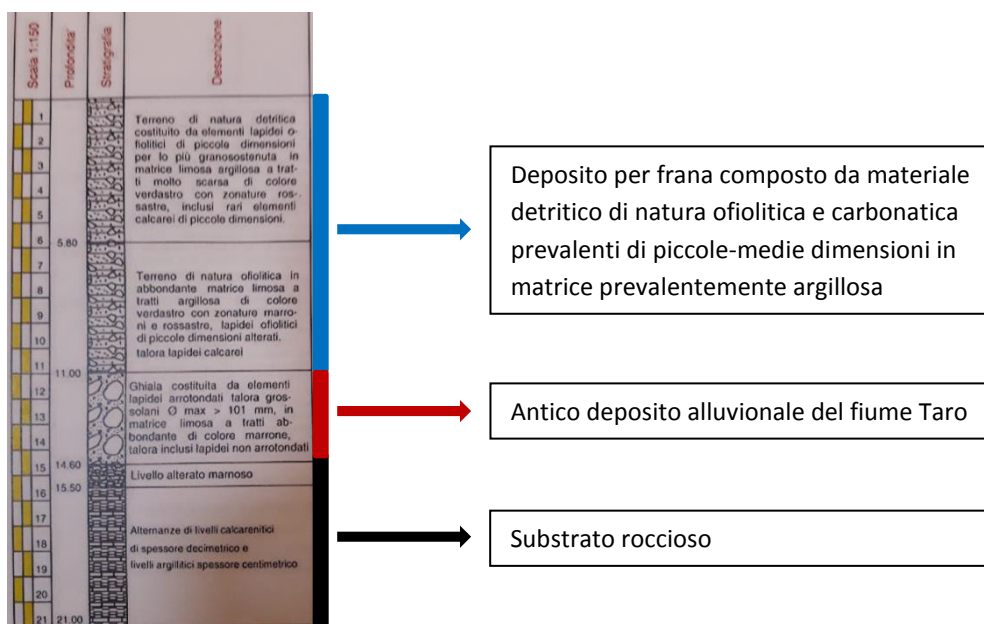 Scala 1:150
Profondita'
Stratigrafia
Descrizione
1
2
3
4
5
6
7
8
9
10
11
12
13
14
15
16
17
18
19
20
21
5.80
11.00
14.60
15.50
21.00
Terreno di natura detritica
costituito da elementi lapidei o-
fiolitici di piccole dimensioni
per lo più granosostenuta in
matrice limosa argillosa a trat-
ti molto scarsa di colore
verdastro con zonature ros-
sastre, inclusi rari elementi
calcarei di piccole dimensioni.
Terreno di natura ofiolitica in
abbondante matrice limosa a
tratti argillosa di colore
verdastro con zonature marro-
ni e rossastre, lapidei ofiolitici
di piccole dimensioni alterati.
talora lapidei calcarei
Ghiaia costituita da elementi
lapidei arrotondati talora gros-
solani Ø max > 101 mm, in
matrice limosa a tratti ab-
bondante di colore marrone,
talora inclusi lapidei non arrotondati
Livello alterato marnoso
Alternanze di livelli calcarenitici
di spessore decimetrico e
livelli argillitici spessore centimetrico
Deposito per frana composto da materiale
detritico di natura ofiolitica e carbonatica
prevalenti di piccole-medie dimensioni in
matrice prevalentemente argillosa
Antico deposito alluvionale del fiume Taro
Substrato roccioso